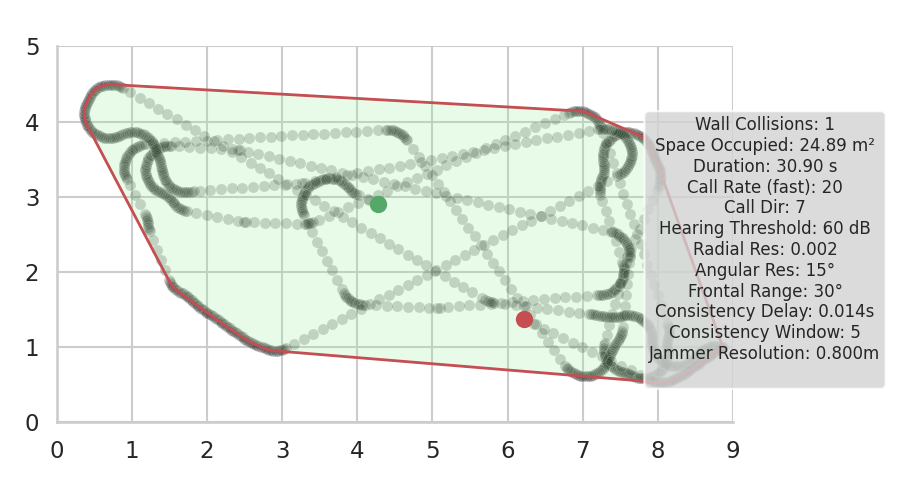 5
4
3
2
1
0
0 1 2 3 4 5 6 7 8 9
Wall Collisions: 1
Space Occupied: 24.89 m²
Duration: 30.90 s
Call Rate (fast): 20
Call Dir: 7
Hearing Threshold: 60 dB
Radial Res: 0.002
Angular Res: 15°
Frontal Range: 30°
Consistency Delay: 0.014s
Consistency Window: 5
Jammer Resolution: 0.800m